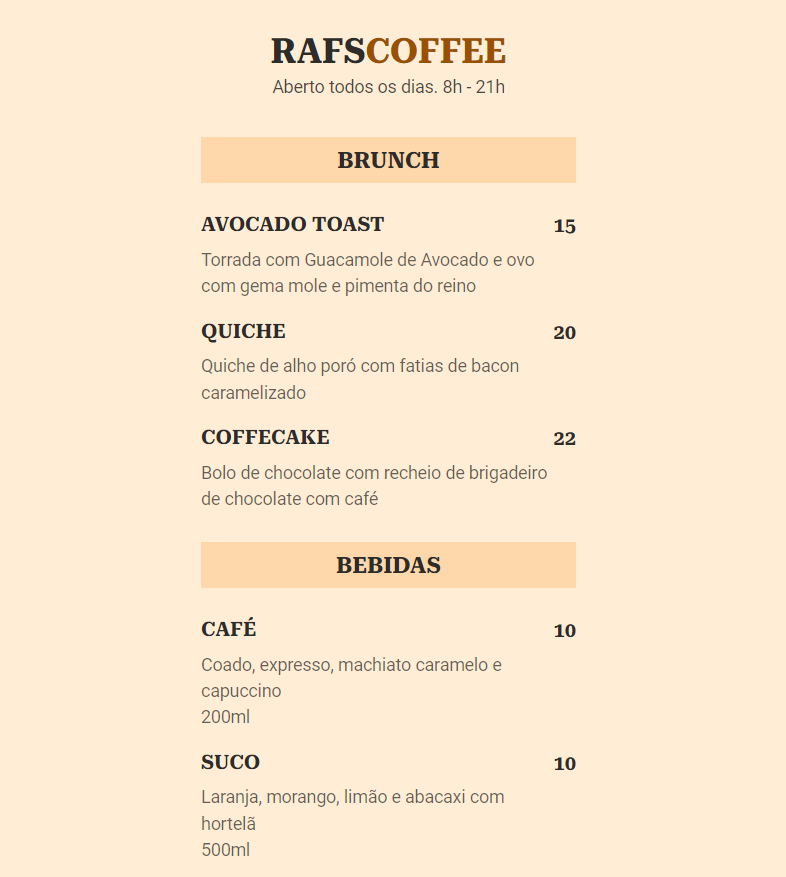 RAFSCOFFEE
Aberto todos os dias. 8h - 21h
BRUNCH
AVOCADO TOAST 15
Torrada com Guacamole de Avocado e ovo
com gema mole e pimenta do reino
QUICHE 20
Quiche de alho poró com fatias de bacon
caramelizado
COFFECAKE 22
Bolo de chocolate com recheio de brigadeiro
de chocolate com café
BEBIDAS
CAFÉ 10
Coado, expresso, machiato caramelo e
capuccino
200ml
SUCO 10
Laranja, morango, limão e abacaxi com
hortelã
500ml